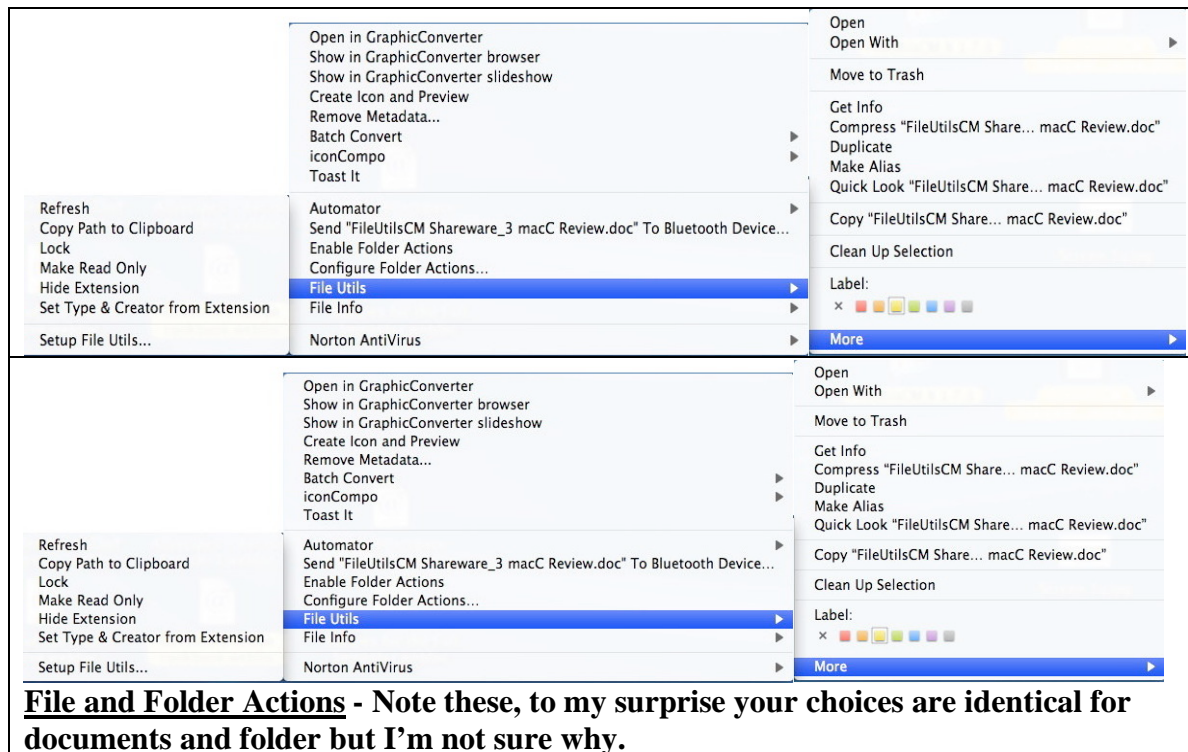 Refresh
Copy Path to Clipboard
Lock
Make Read Only
Hide Extension
Set Type & Creator from Extension
Setup File Utils...
Open in GraphicConverter
Show in GraphicConverter browser
Show in GraphicConverter slideshow
Create Icon and Preview
Remove Metadata...
Batch Convert
iconCompo
Toast It
Automator
Send "FileUtilsCM Shareware_3 macC Review.doc" To Bluetooth Device...
Enable Folder Actions
Configure Folder Actions...
File Utils
File Info
Norton AntiVirus
Open
Open With
Move to Trash
Get Info
Compress “FileUtilsCM Share... macC Review.doc”
Duplicate
Make Alias
Quick Look “FileUtilsCM Share... macC Review.doc”
Copy “FileUtilsCM Share... macC Review.doc”
Clean Up Selection
Label:
More
Refresh
Copy Path to Clipboard
Lock
Make Read Only
Hide Extension
Set Type & Creator from Extension
Setup File Utils...
Open in GraphicConverter
Show in GraphicConverter browser
Show in GraphicConverter slideshow
Create Icon and Preview
Remove Metadata...
Batch Convert
iconCompo
Toast It
Automator
Send "FileUtilsCM Shareware_3 macC Review.doc" To Bluetooth Device...
Enable Folder Actions
Configure Folder Actions...
File Utils
File Info
Norton AntiVirus
Open
Open With
Move to Trash
Get Info
Compress “FileUtilsCM Share... macC Review.doc”
Duplicate
Make Alias
Quick Look “FileUtilsCM Share... macC Review.doc”
Copy “FileUtilsCM Share... macC Review.doc”
Clean Up Selection
Label:
More
File and Folder Actions - Note these, to my surprise your choices are identical for
documents and folder but I’m not sure why.